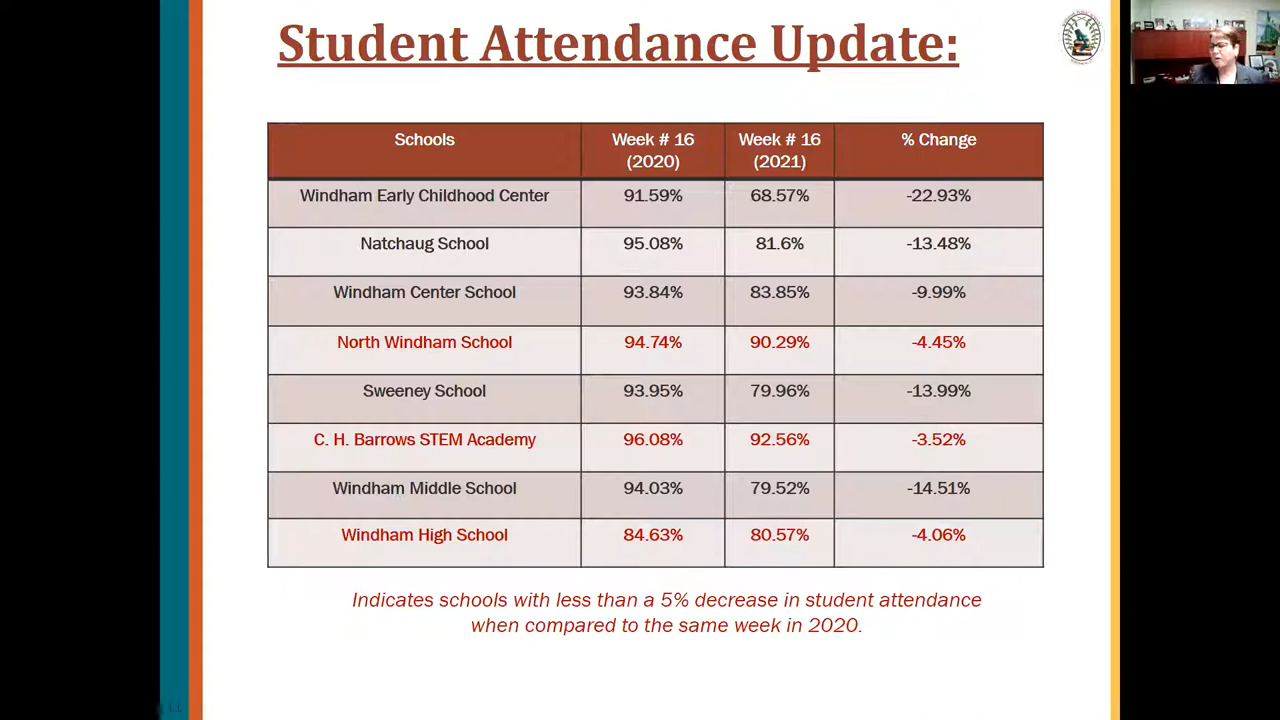 Student Attendance Update:
Schools
Week # 16 (2020)
Week # 16 (2021)
% Change
Windham Early Childhood Center 91.59% 68.57% -22.93%
Natchaug School 95.08% 81.6% -13.48%
Windham Center School 93.84% 83.85% -9.99%
North Windham School 94.74% 90.29% -4.45%
Sweeney School 93.95% 79.96% -13.99%
C. H. Barrows STEM Academy 96.08% 92.56% -3.52%
Windham Middle School 94.03% 79.52% -14.51%
Windham High School 84.63% 80.57% -4.06%
Indicates schools with less than a 5% decrease in student attendance
when compared to the same week in 2020.